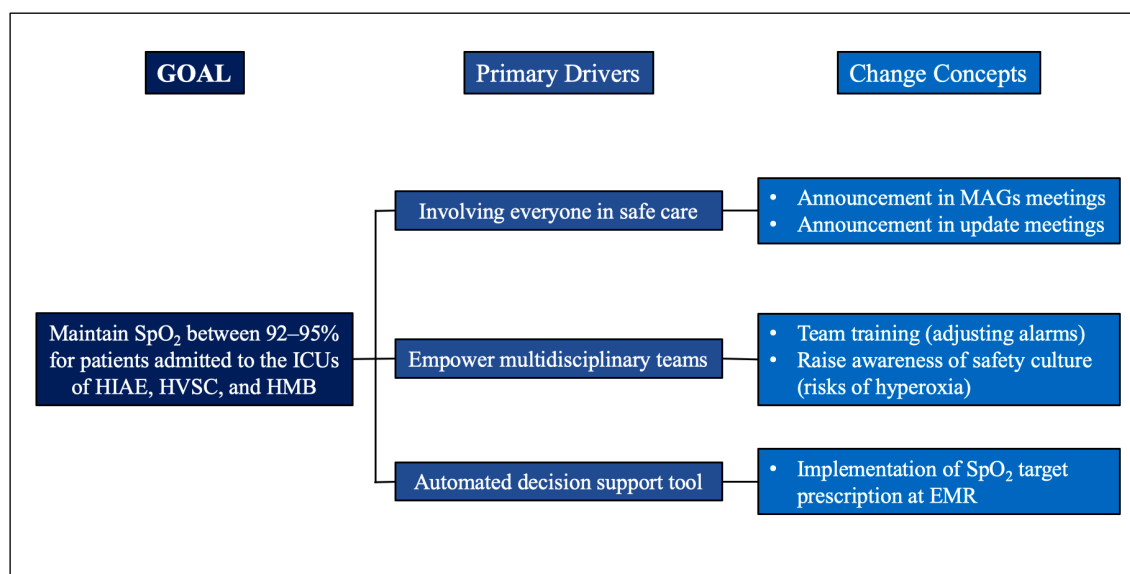 GOAL
Primary Drivers
Change Concepts
Involving everyone in safe care
• Announcement in MAGs meetings
• Announcement in update meetings
Maintain SpO₂ between 92–95%
for patients admitted to the ICUs
of HIAE, HVSC, and HMB
Empower multidisciplinary teams
• Team training (adjusting alarms)
• Raise awareness of safety culture
(risks of hyperoxia)
Automated decision support tool
• Implementation of SpO₂ target
prescription at EMR